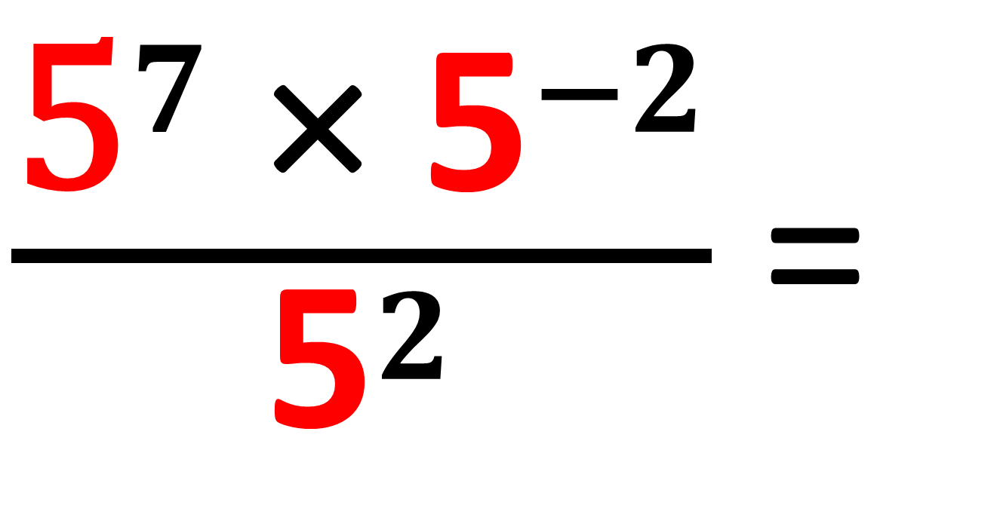 5⁷ × 5⁻²
=
5²